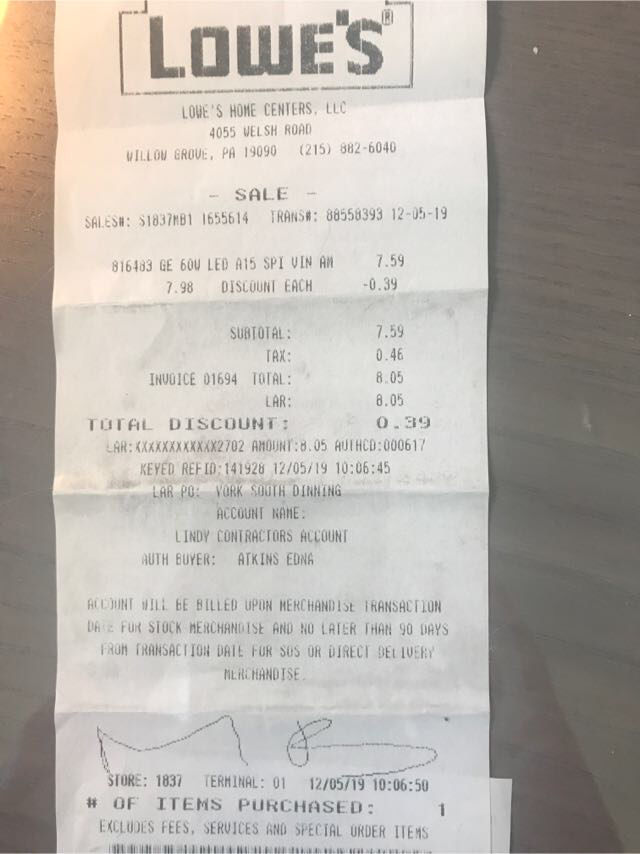 LOWE'S®
LOWE'S HOME CENTERS, LLC
4055 WELSH ROAD
WILLOW GROVE, PA 19090 (215) 882-6040
- SALE -
SALES#: S1837MB1 1655614 TRANS#: 88558393 12-05-19
816483 GE 60W LED A15 SPI VIN AM 7.59
7.98 DISCOUNT EACH -0.39
SUBTOTAL: 7.59
TAX: 0.46
INVOICE 01694 TOTAL: 8.05
LAR: 8.05
TOTAL DISCOUNT: 0.39
LAR:XXXXXXXXXXXX2702 AMOUNT:8.05 AUTHCD:000617
KEYED REFID:141928 12/05/19 10:06:45
LAR PO: YORK SOUTH DINNING
ACCOUNT NAME:
LINDY CONTRACTORS ACCOUNT
AUTH BUYER: ATKINS EDNA
ACCOUNT WILL BE BILLED UPON MERCHANDISE TRANSACTION
DATE FOR STOCK MERCHANDISE AND NO LATER THAN 90 DAYS
FROM TRANSACTION DATE FOR SOS OR DIRECT DELIVERY
MERCHANDISE.
STORE: 1837 TERMINAL: 01 12/05/19 10:06:50
# OF ITEMS PURCHASED: 1
EXCLUDES FEES, SERVICES AND SPECIAL ORDER ITEMS